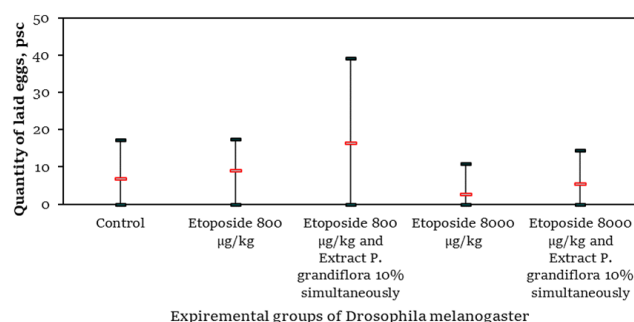 Quantity of laid eggs, psc
50
40
30
20
10
0
Control
Etoposide 800
μg/kg
Etoposide 800
μg/kg and
Extract P.
grandiflora 10%
simultaneously
Etoposide 8000
μg/kg
Etoposide 8000
μg/kg and
Extract P.
grandiflora 10%
simultaneously
Expiremental groups of Drosophila melanogaster